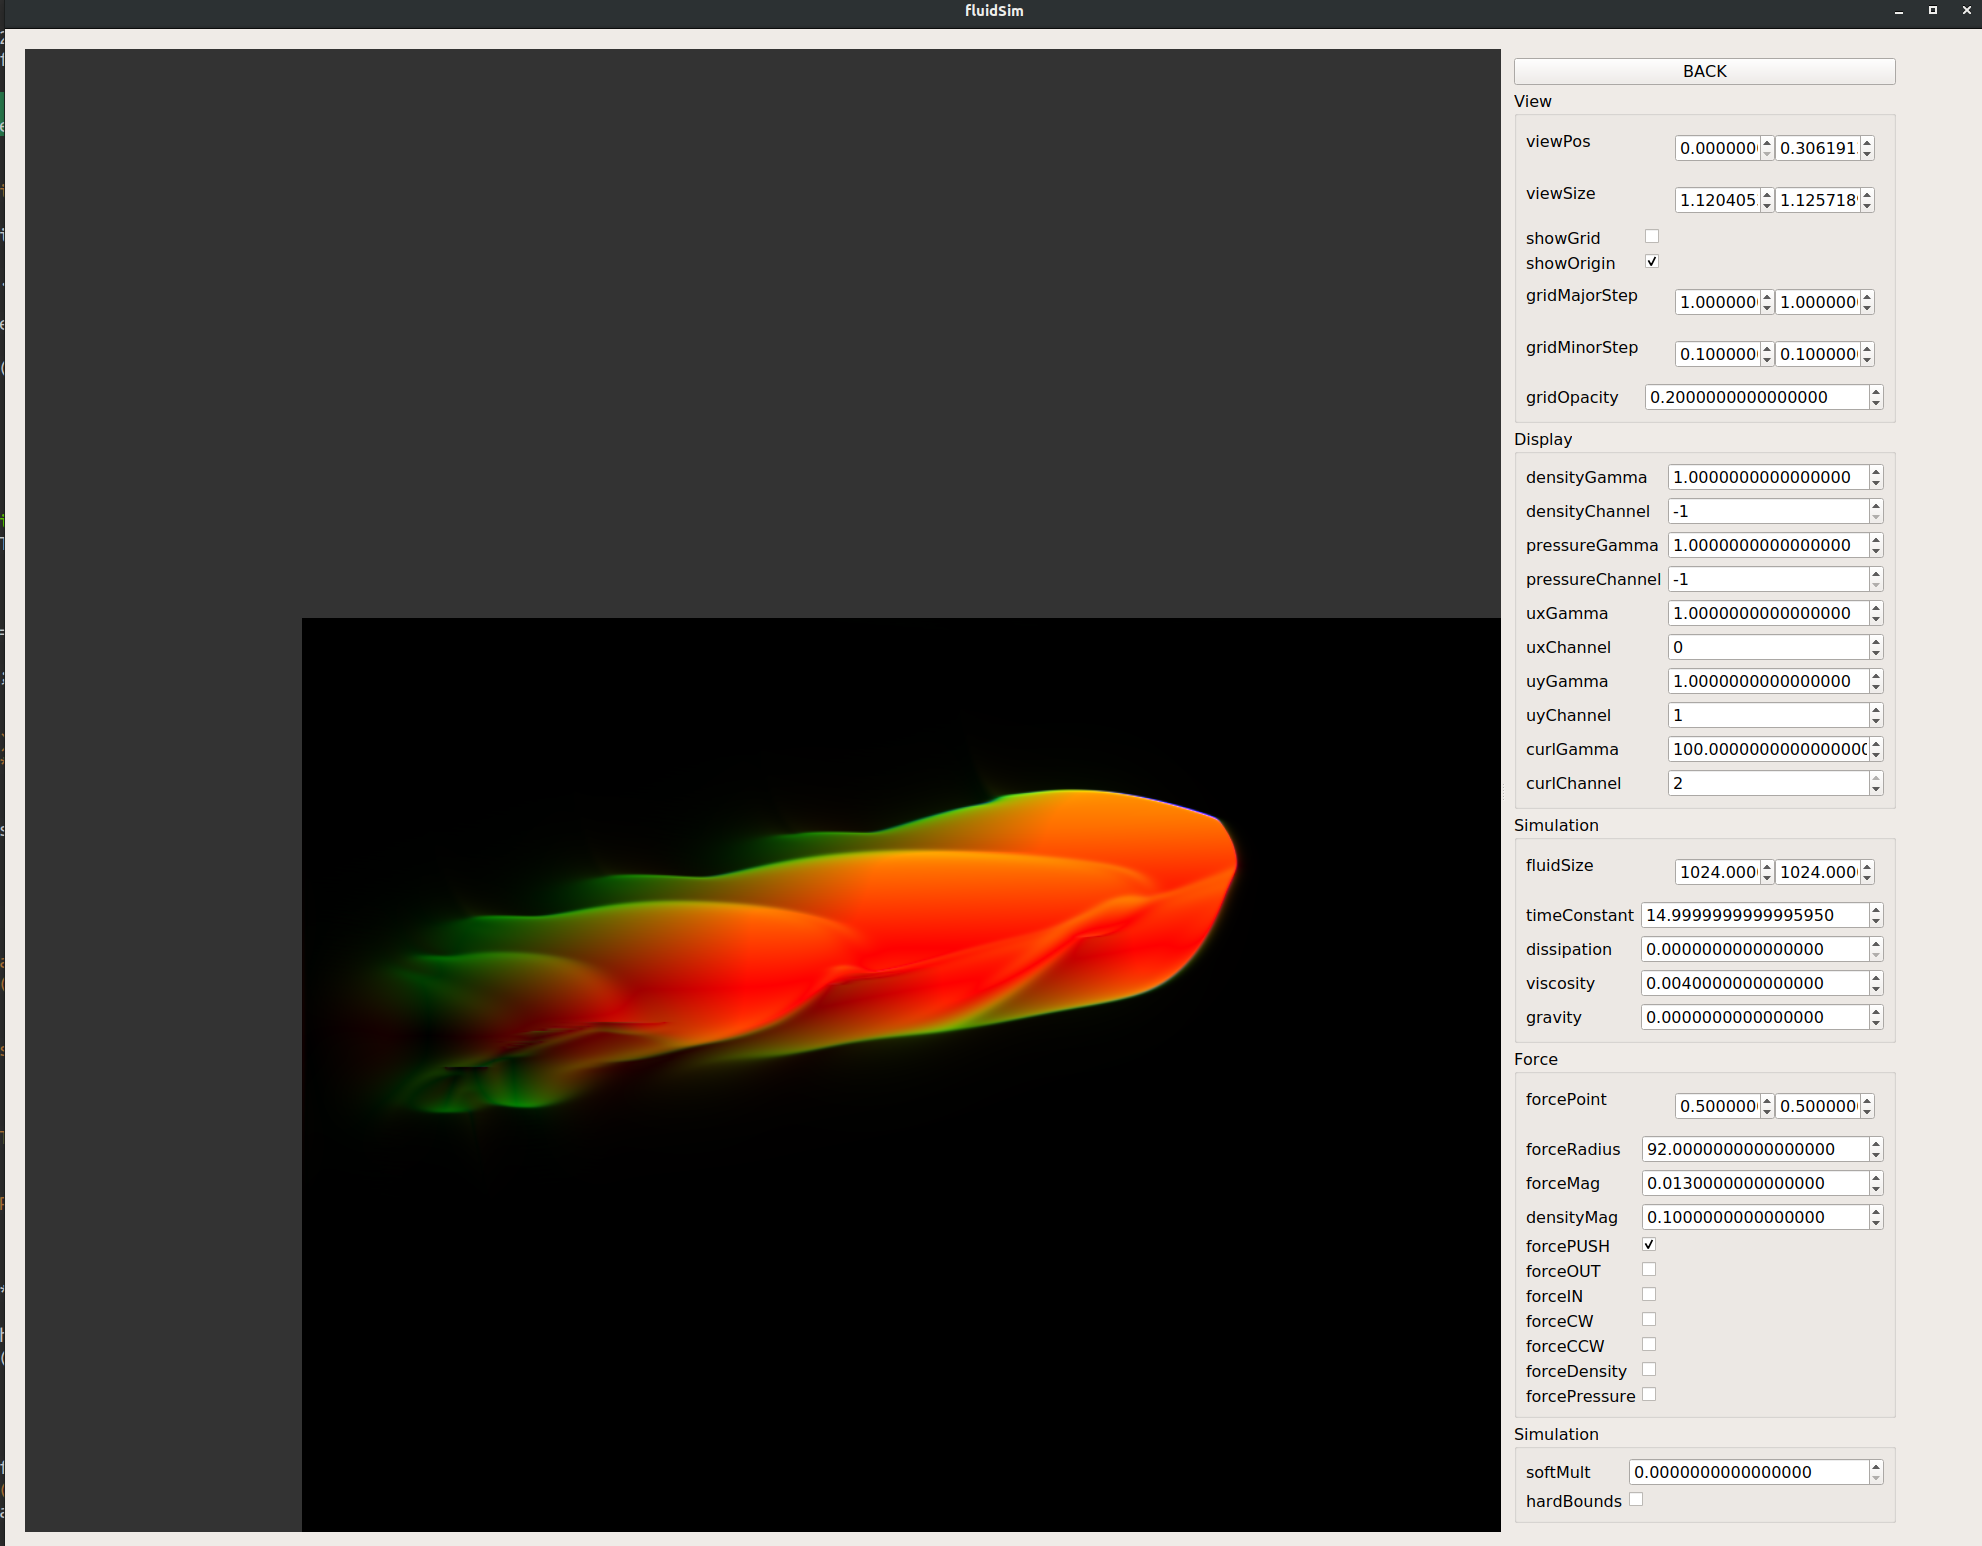 fluidSim
BACK
View
viewPos 0.000000 0.306191
viewSize 1.120405 1.125718
showGrid
showOrigin
gridMajorStep 1.000000 1.000000
gridMinorStep 0.100000 0.100000
gridOpacity 0.2000000000000000
Display
densityGamma 1.0000000000000000
densityChannel -1
pressureGamma 1.0000000000000000
pressureChannel -1
uxGamma 1.0000000000000000
uxChannel 0
uyGamma 1.0000000000000000
uyChannel 1
curlGamma 100.0000000000000000
curlChannel 2
Simulation
fluidSize 1024.000 1024.000
timeConstant 14.9999999999995950
dissipation 0.0000000000000000
viscosity 0.0040000000000000
gravity 0.0000000000000000
Force
forcePoint 0.500000 0.500000
forceRadius 92.0000000000000000
forceMag 0.0130000000000000
densityMag 0.1000000000000000
forcePUSH
forceOUT
forceIN
forceCW
forceCCW
forceDensity
forcePressure
Simulation
softMult 0.0000000000000000
hardBounds